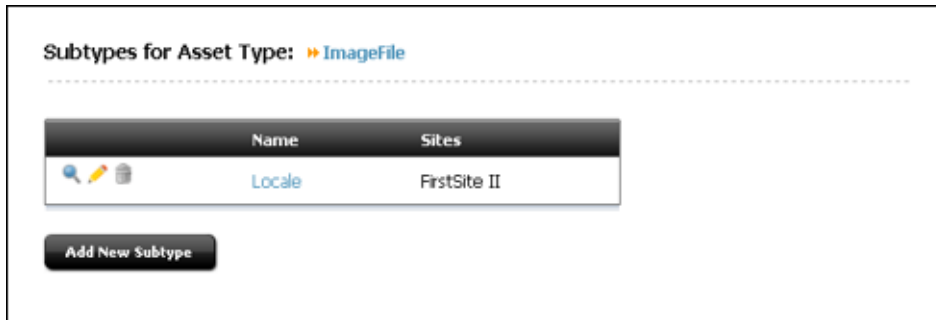 Subtypes for Asset Type: ImageFile
Name Sites
Locale FirstSite II
Add New Subtype